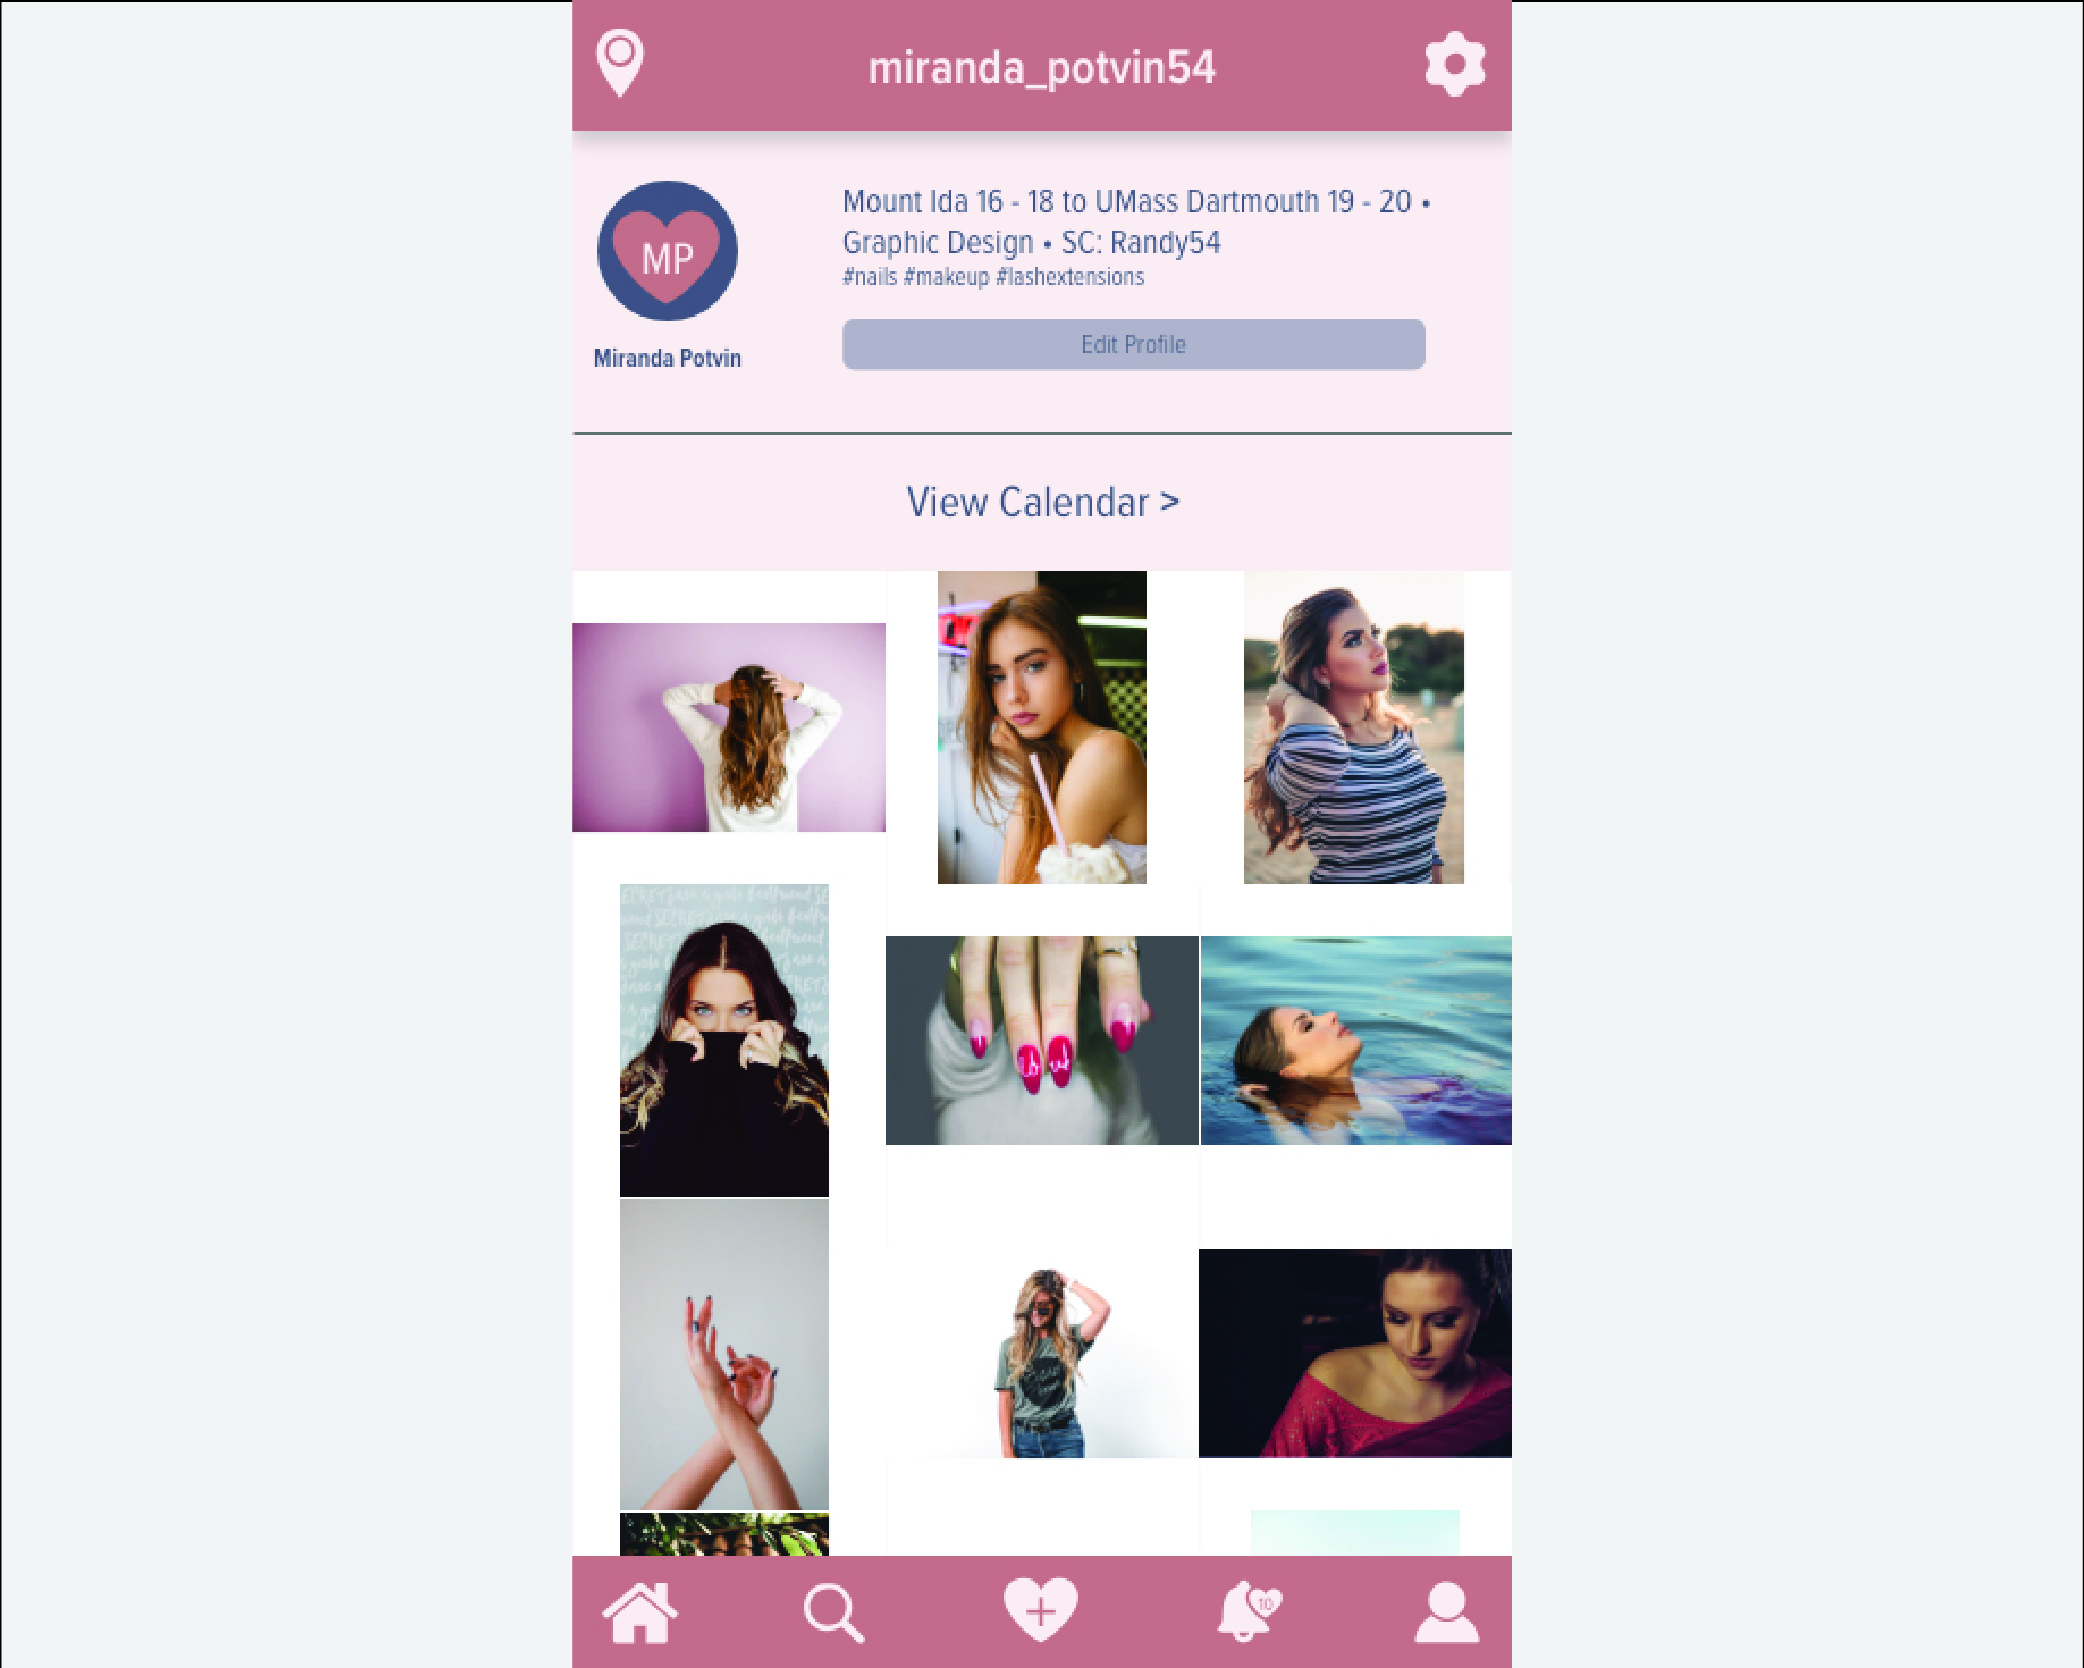 miranda_potvin54
Mount Ida 16 - 18 to UMass Dartmouth 19 - 20 •
Graphic Design • SC: Randy54
#nails #makeup #lashextensions
MP
Edit Profile
Miranda Potvin
View Calendar >
10